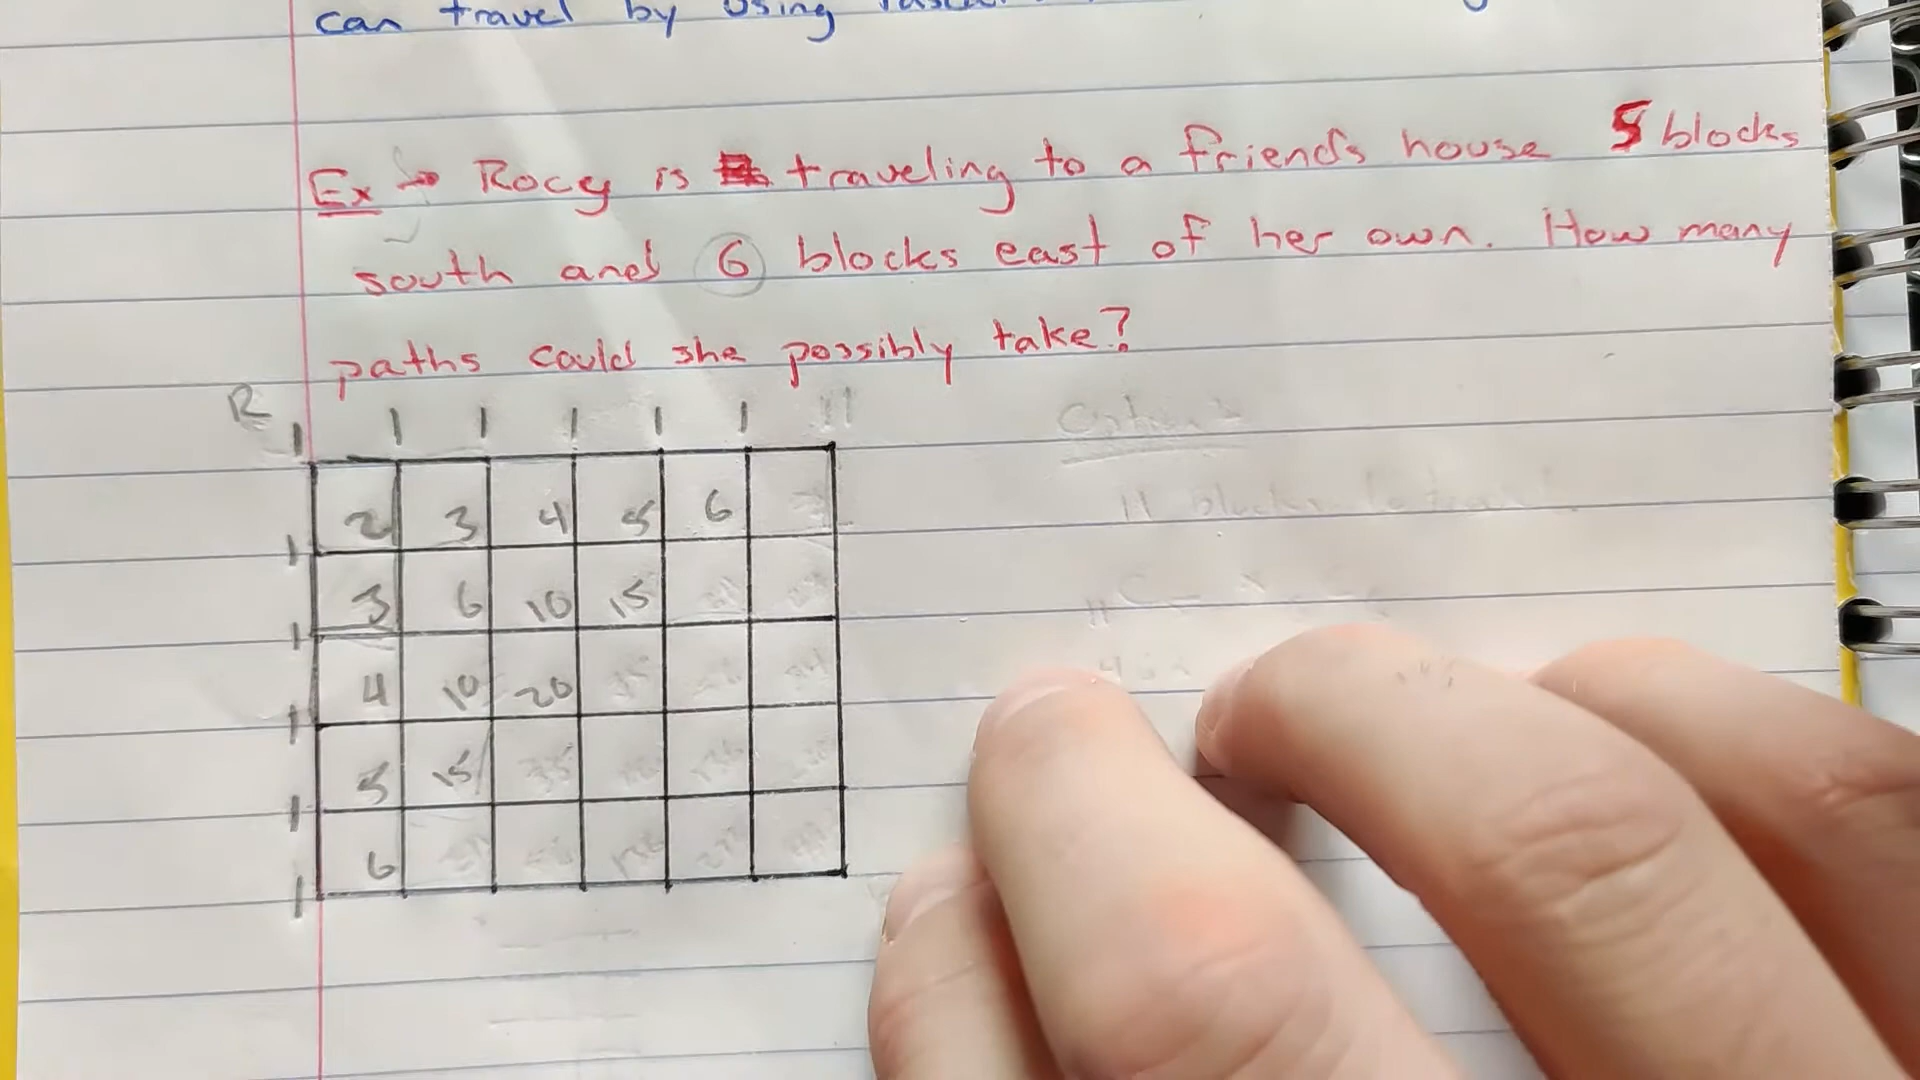 can travel by using
Ex → Rocy is traveling to a friend's house 5 blocks
south and 6 blocks east of her own. How many
paths could she possibly take?
R
1 1 1 1 1 1
2 3 4 5 6
1
3 6 10 15
1
4 10 20
1
5 15
1
6
1